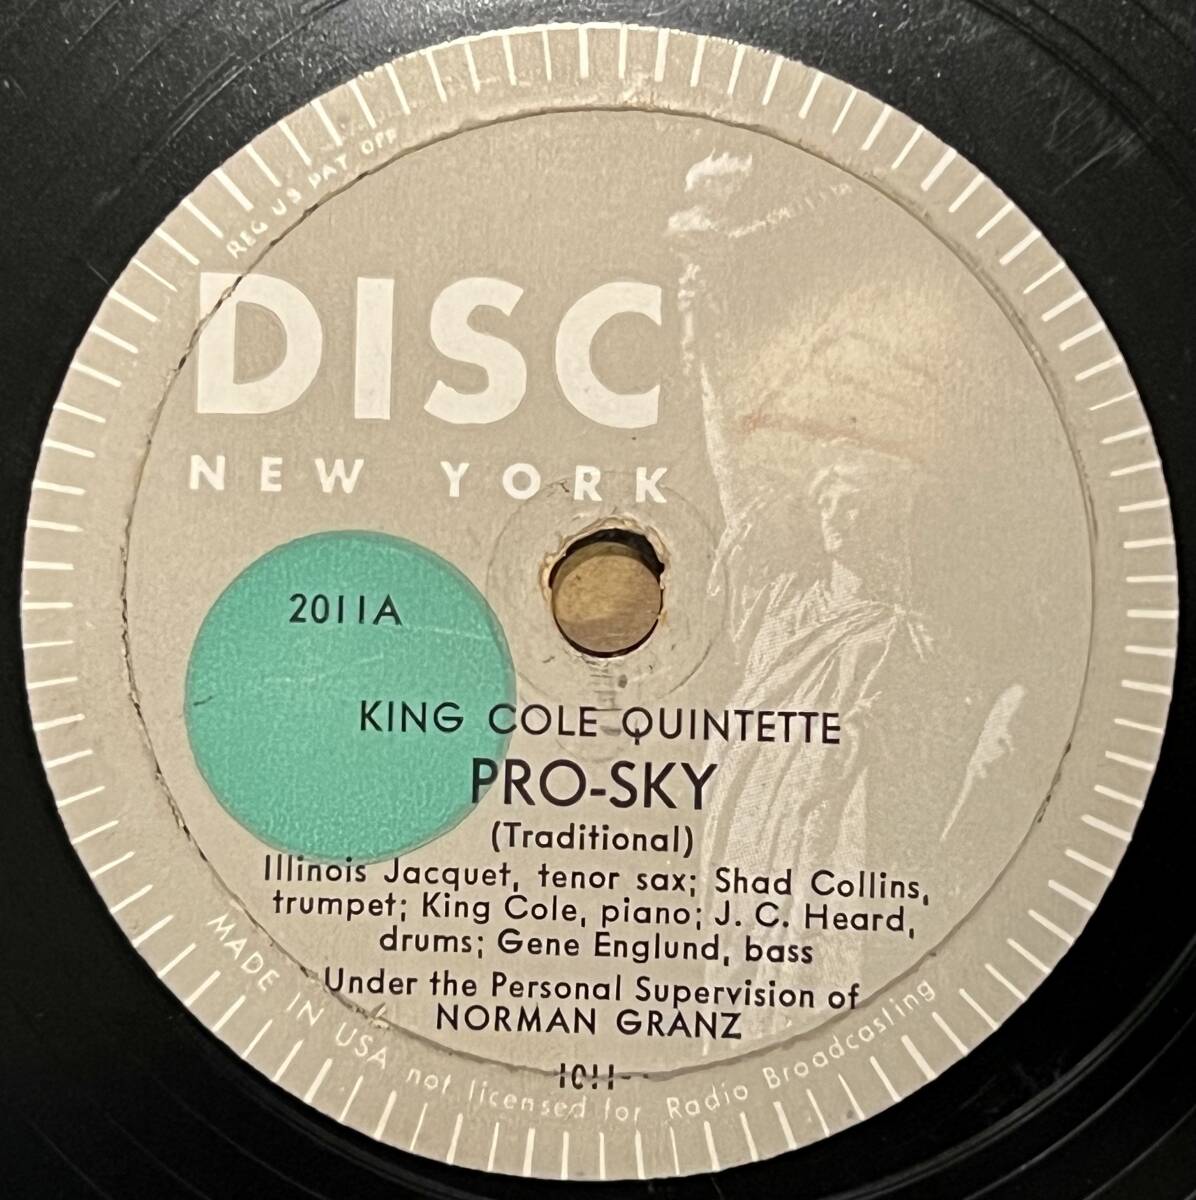 REG US PAT OFF
DISC
NEW YORK
2011A
KING COLE QUINTETTE
PRO-SKY
(Traditional)
Illinois Jacquet, tenor sax; Shad Collins,
trumpet; King Cole, piano; J. C. Heard,
drums; Gene Englund, bass
Under the Personal Supervision of
NORMAN GRANZ
MADE IN USA not licensed for Radio Broadcasting